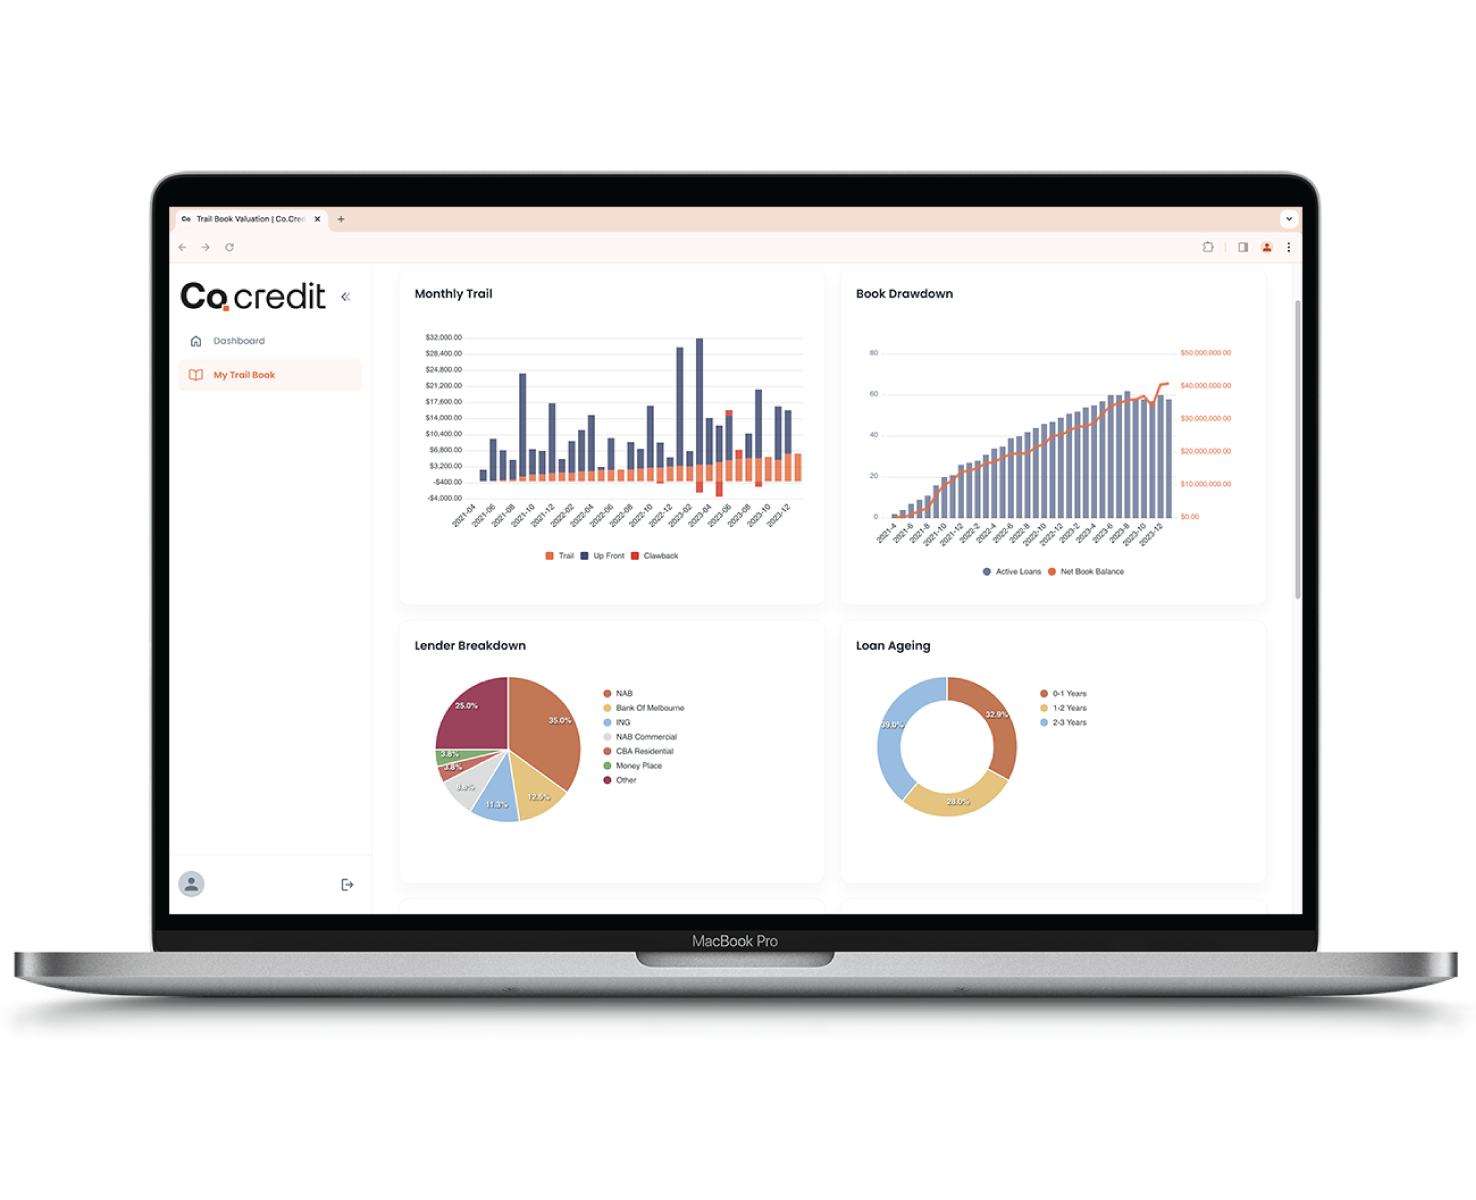 Co Trail Book Valuation | Co.Cred
Co.credit
Dashboard
My Trail Book
Monthly Trail
$32,000.00
$28,400.00
$24,800.00
$21,200.00
$17,600.00
$14,000.00
$10,400.00
$6,800.00
$3,200.00
-$400.00
-$4,000.00
2021-04 2021-06 2021-08 2021-10 2021-12 2022-02 2022-04 2022-06 2022-08 2022-10 2022-12 2023-02 2023-04 2023-06 2023-08 2023-10 2023-12
Trail Up Front Clawback
Book Drawdown
80 $50,000,000.00
60 $40,000,000.00
$30,000,000.00
40 $20,000,000.00
20 $10,000,000.00
0 $0.00
2021-4 2021-6 2021-8 2021-10 2021-12 2022-2 2022-4 2022-6 2022-8 2022-10 2022-12 2023-2 2023-4 2023-6 2023-8 2023-10 2023-12
Active Loans Net Book Balance
Lender Breakdown
25.0%
35.0%
3.8%
3.8%
8.8%
11.3%
12.5%
NAB
Bank Of Melbourne
ING
NAB Commercial
CBA Residential
Money Place
Other
Loan Ageing
39.0%
32.9%
28.0%
0-1 Years
1-2 Years
2-3 Years
MacBook Pro